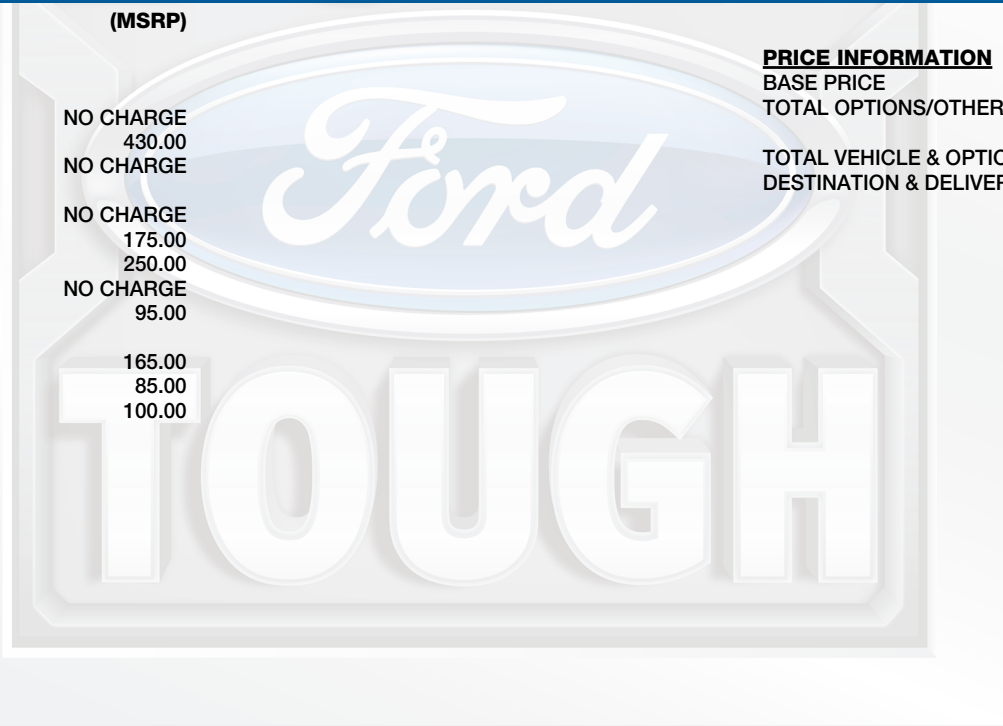 (MSRP)
NO CHARGE
430.00
NO CHARGE
NO CHARGE
175.00
250.00
NO CHARGE
95.00
165.00
85.00
100.00
PRICE INFORMATION
BASE PRICE
TOTAL OPTIONS/OTHER
TOTAL VEHICLE & OPTIO
DESTINATION & DELIVER
Ford
TOUGH